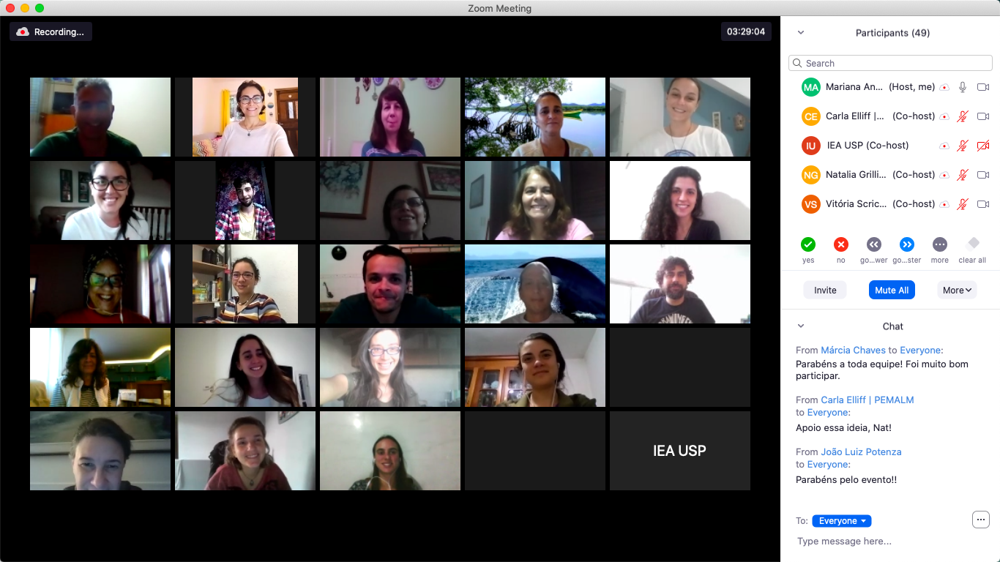 Zoom Meeting
Recording...
03:29:04
IEA USP
Participants (49)
Search
MA Mariana An... (Host, me)
CE Carla Elliff |... (Co-host)
IU IEA USP (Co-host)
NG Natalia Grilli... (Co-host)
VS Vitória Scric... (Co-host)
yes no go...wer go...ster more clear all
Invite Mute All More
Chat
From Márcia Chaves to Everyone:
Parabéns a toda equipe! Foi muito bom
participar.
From Carla Elliff | PEMALM
to Everyone:
Apoio essa ideia, Nat!
From João Luiz Potenza
to Everyone:
Parabéns pelo evento!!
To: Everyone
Type message here...